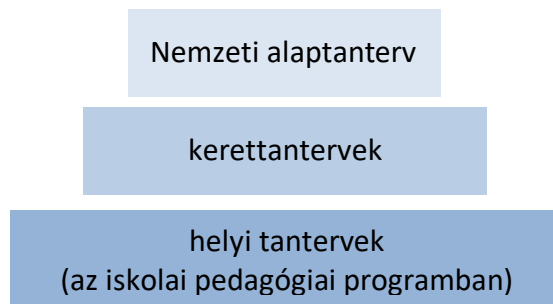 Nemzeti alaptanterv
kerettantervek
helyi tantervek
(az iskolai pedagógiai programban)